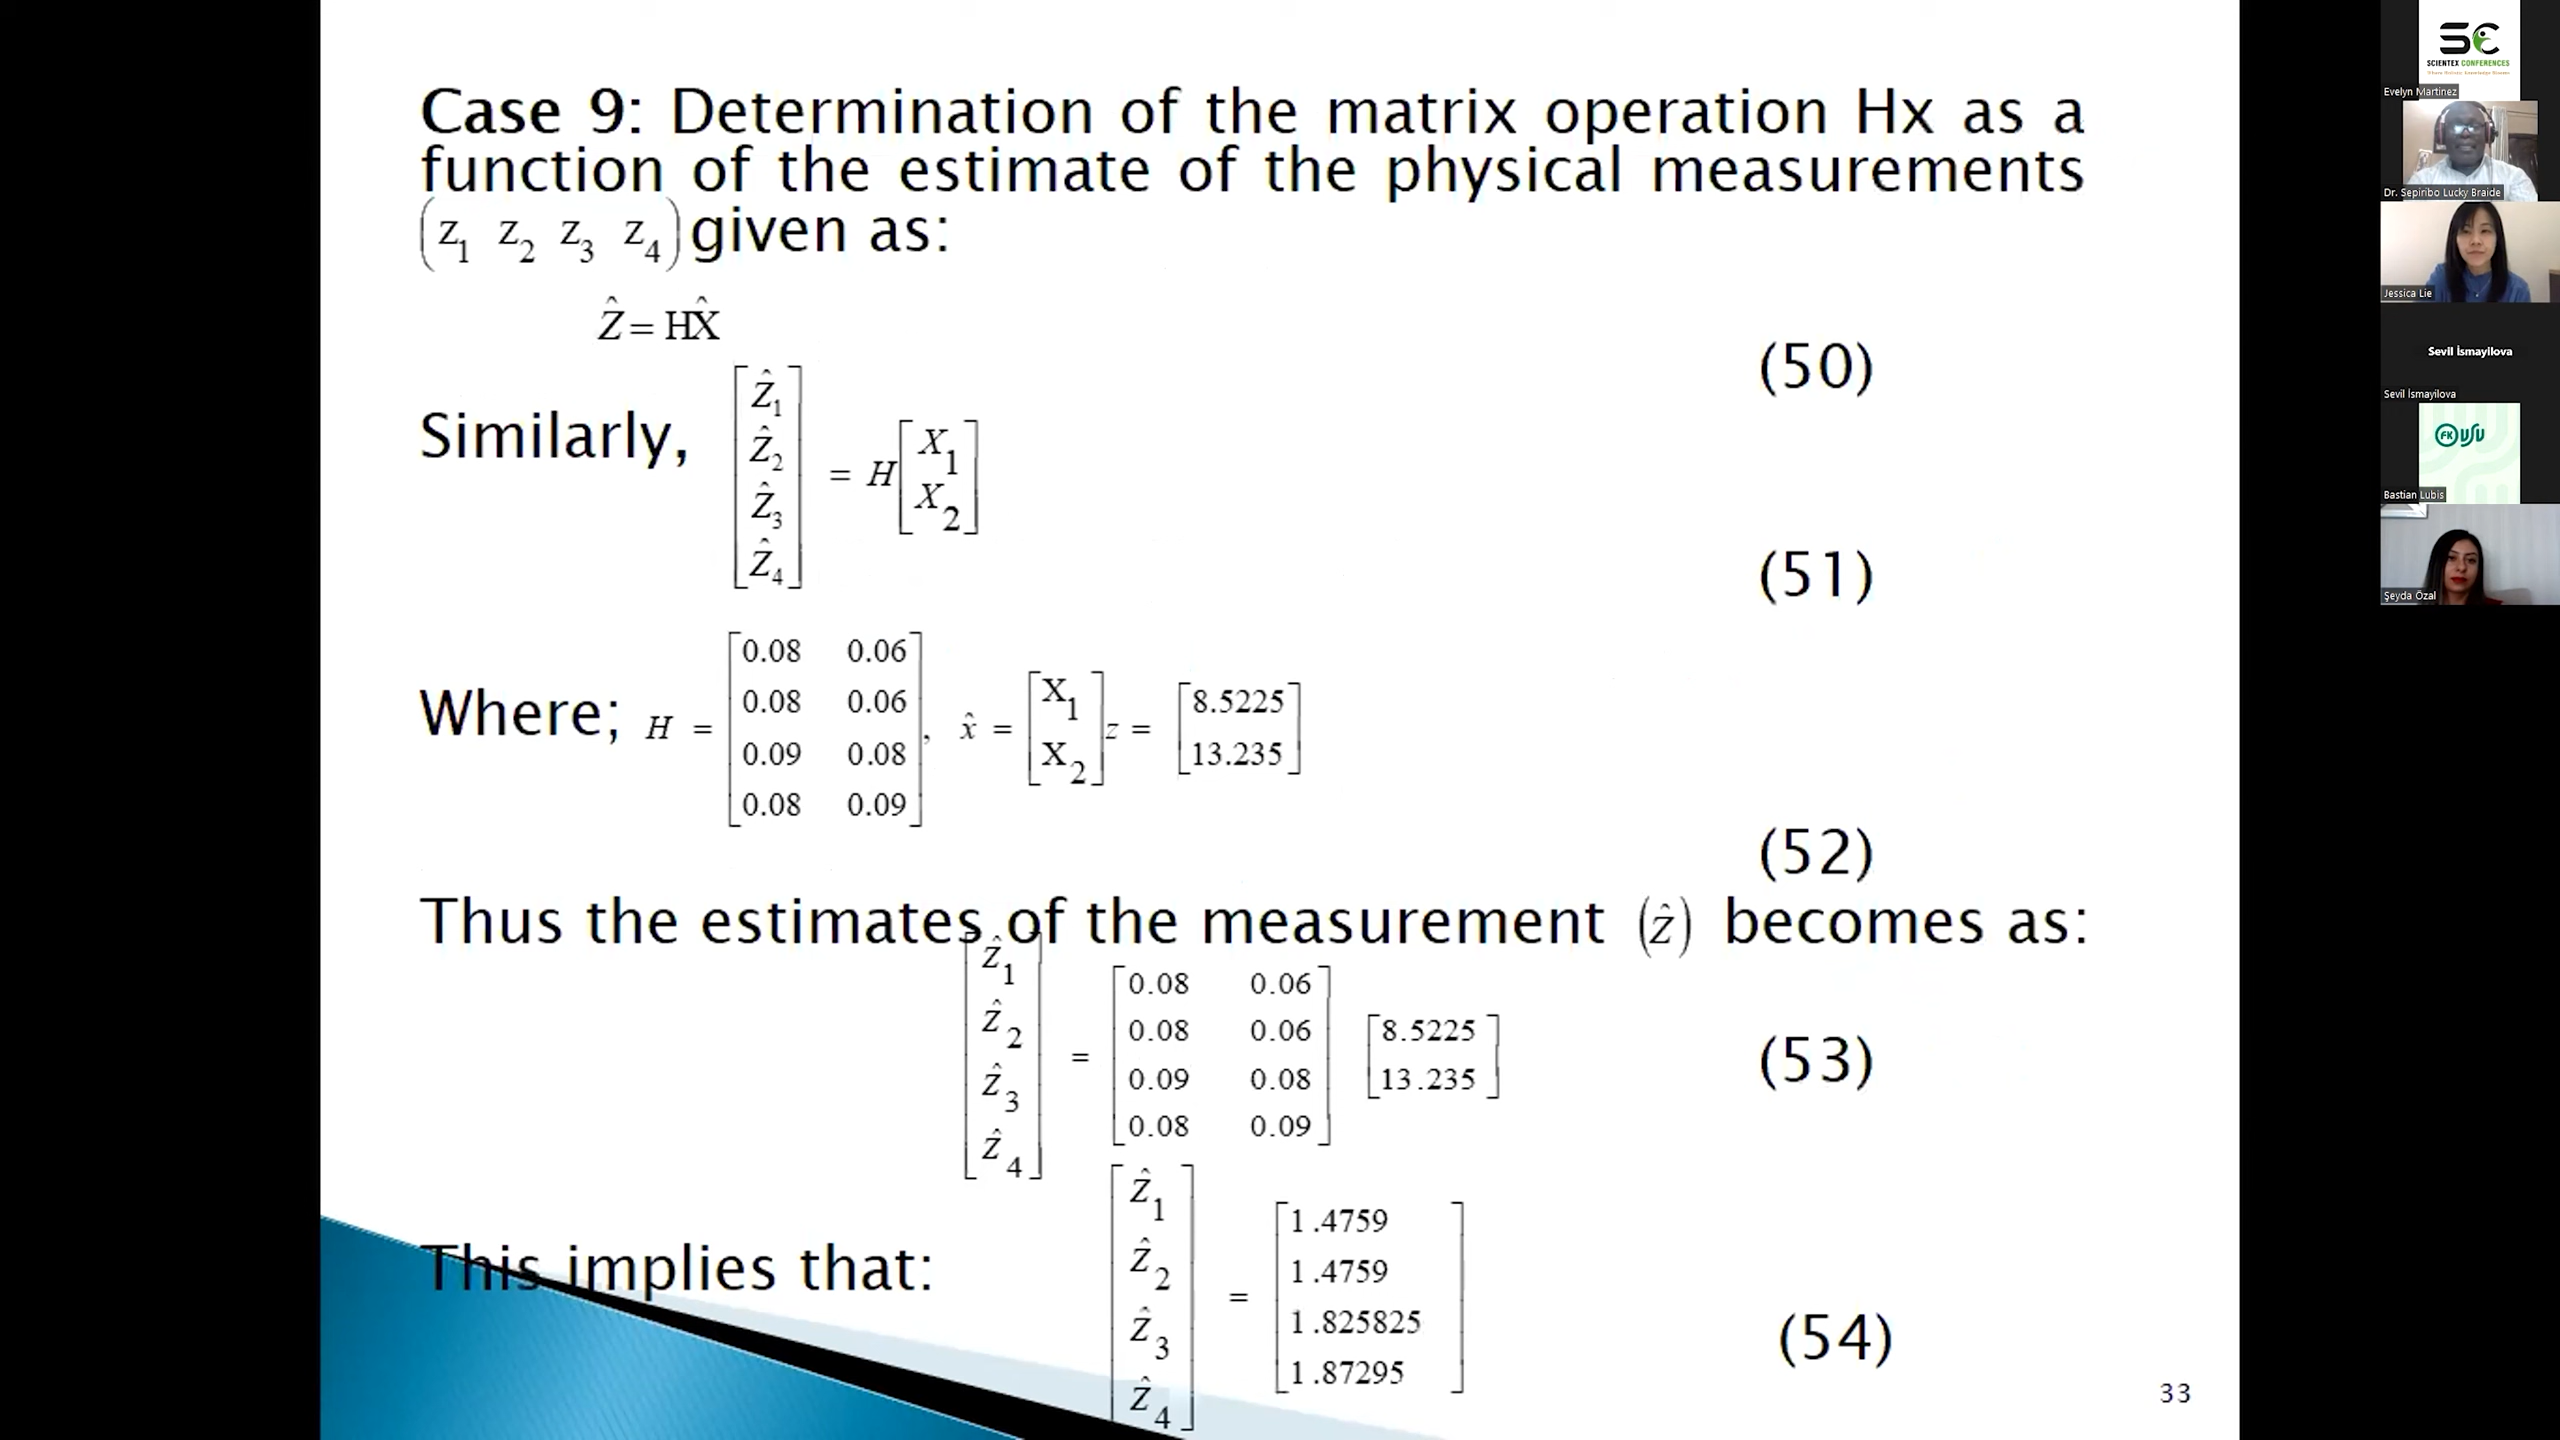 Case 9: Determination of the matrix operation Hx as a
function of the estimate of the physical measurements
(z1 z2 z3 z4) given as:
Ẑ = HX̂
(50)
Similarly, [Ẑ1 Ẑ2 Ẑ3 Ẑ4] = H [X1 X2]
(51)
Where; H = [0.08 0.06
0.08 0.06
0.09 0.08
0.08 0.09], x̂ = [X1 X2] z = [8.5225 13.235]
(52)
Thus the estimates of the measurement (ẑ) becomes as:
[ẑ1 ẑ2 ẑ3 ẑ4] = [0.08 0.06
0.08 0.06
0.09 0.08
0.08 0.09] [8.5225 13.235]
(53)
This implies that: [ẑ1 ẑ2 ẑ3 ẑ4] = [1.4759
1.4759
1.825825
1.87295]
(54)
33
SC
SCIENTEX CONFERENCES
Evelyn Martinez
Dr. Sepiribo Lucky Braide
Jessica Lie
Sevil İsmayilova
Sevil İsmayilova
FK USU
Bastian Lubis
Şeyda Özal